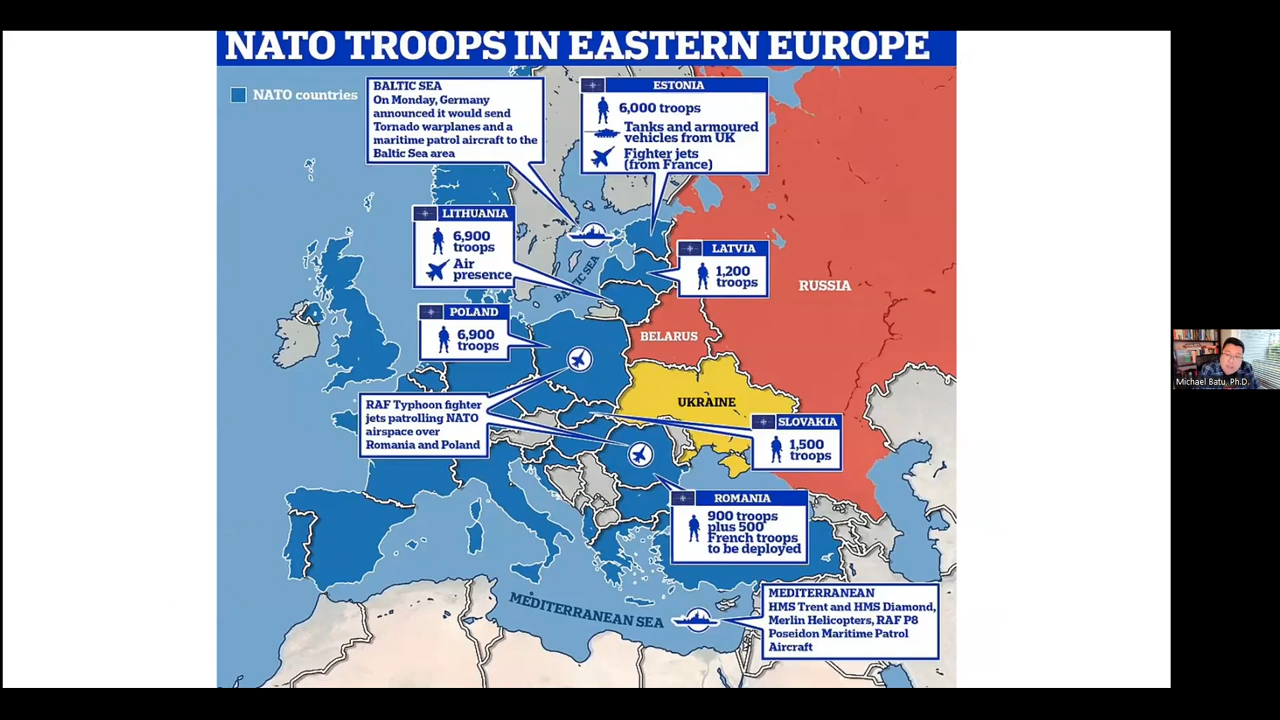 NATO TROOPS IN EASTERN EUROPE
NATO countries
BALTIC SEA
On Monday, Germany
announced it would send
Tornado warplanes and a
maritime patrol aircraft to the
Baltic Sea area
ESTONIA
6,000 troops
Tanks and armoured
vehicles from UK
Fighter jets
(from France)
LITHUANIA
6,900
troops
Air
presence
BALTIC SEA
LATVIA
1,200
troops
RUSSIA
POLAND
6,900
troops
BELARUS
Michael Batu, Ph.D.
RAF Typhoon fighter
jets patrolling NATO
airspace over
Romania and Poland
UKRAINE
SLOVAKIA
1,500
troops
ROMANIA
900 troops
plus 500
French troops
to be deployed
MEDITERRANEAN SEA
MEDITERRANEAN
HMS Trent and HMS Diamond,
Merlin Helicopters, RAF P8
Poseidon Maritime Patrol
Aircraft